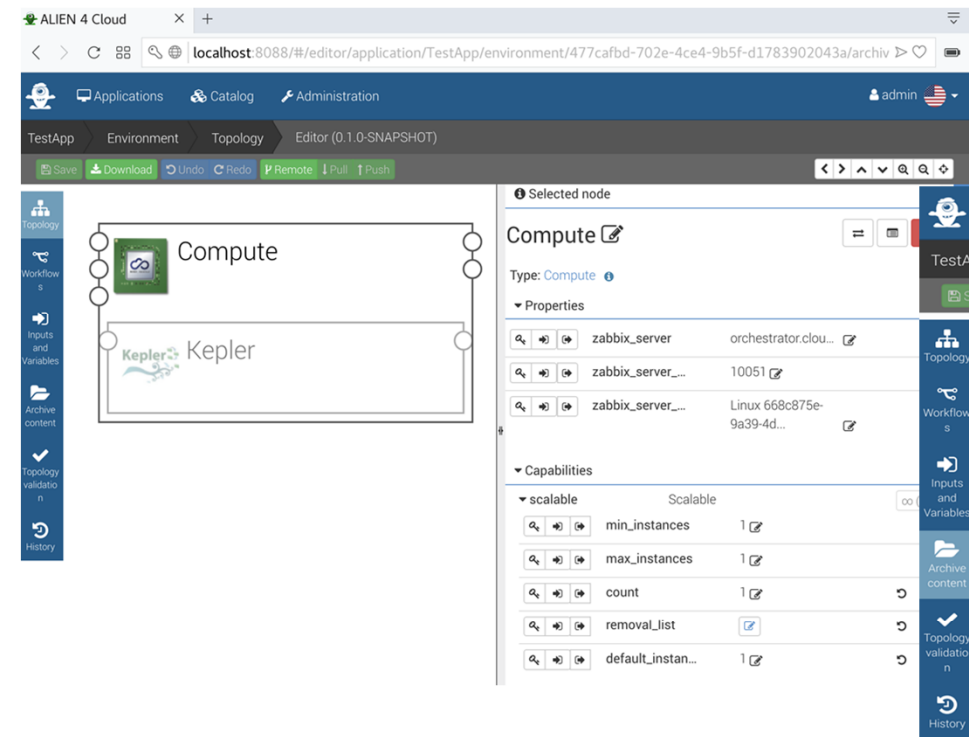 ALIEN 4 Cloud
localhost:8088/#/editor/application/TestApp/environment/477cafbd-702e-4ce4-9b5f-d1783902043a/archiv
Applications Catalog Administration admin
TestApp Environment Topology Editor (0.1.0-SNAPSHOT)
Save Download Undo Redo Remote Pull Push
Topology
Workflow
s
Inputs
and
Variables
Archive
content
Topology
validatio
n
History
Compute
Kepler Kepler
Selected node
Compute
Type: Compute
Properties
zabbix_server orchestrator.clou...
zabbix_server_... 10051
zabbix_server_... Linux 668c875e-
9a39-4d...
Capabilities
scalable Scalable
min_instances 1
max_instances 1
count 1
removal_list
default_instan... 1
TestA
S
Topology
Workflow
s
Inputs
and
Variables
Archive
content
Topology
validatio
n
History